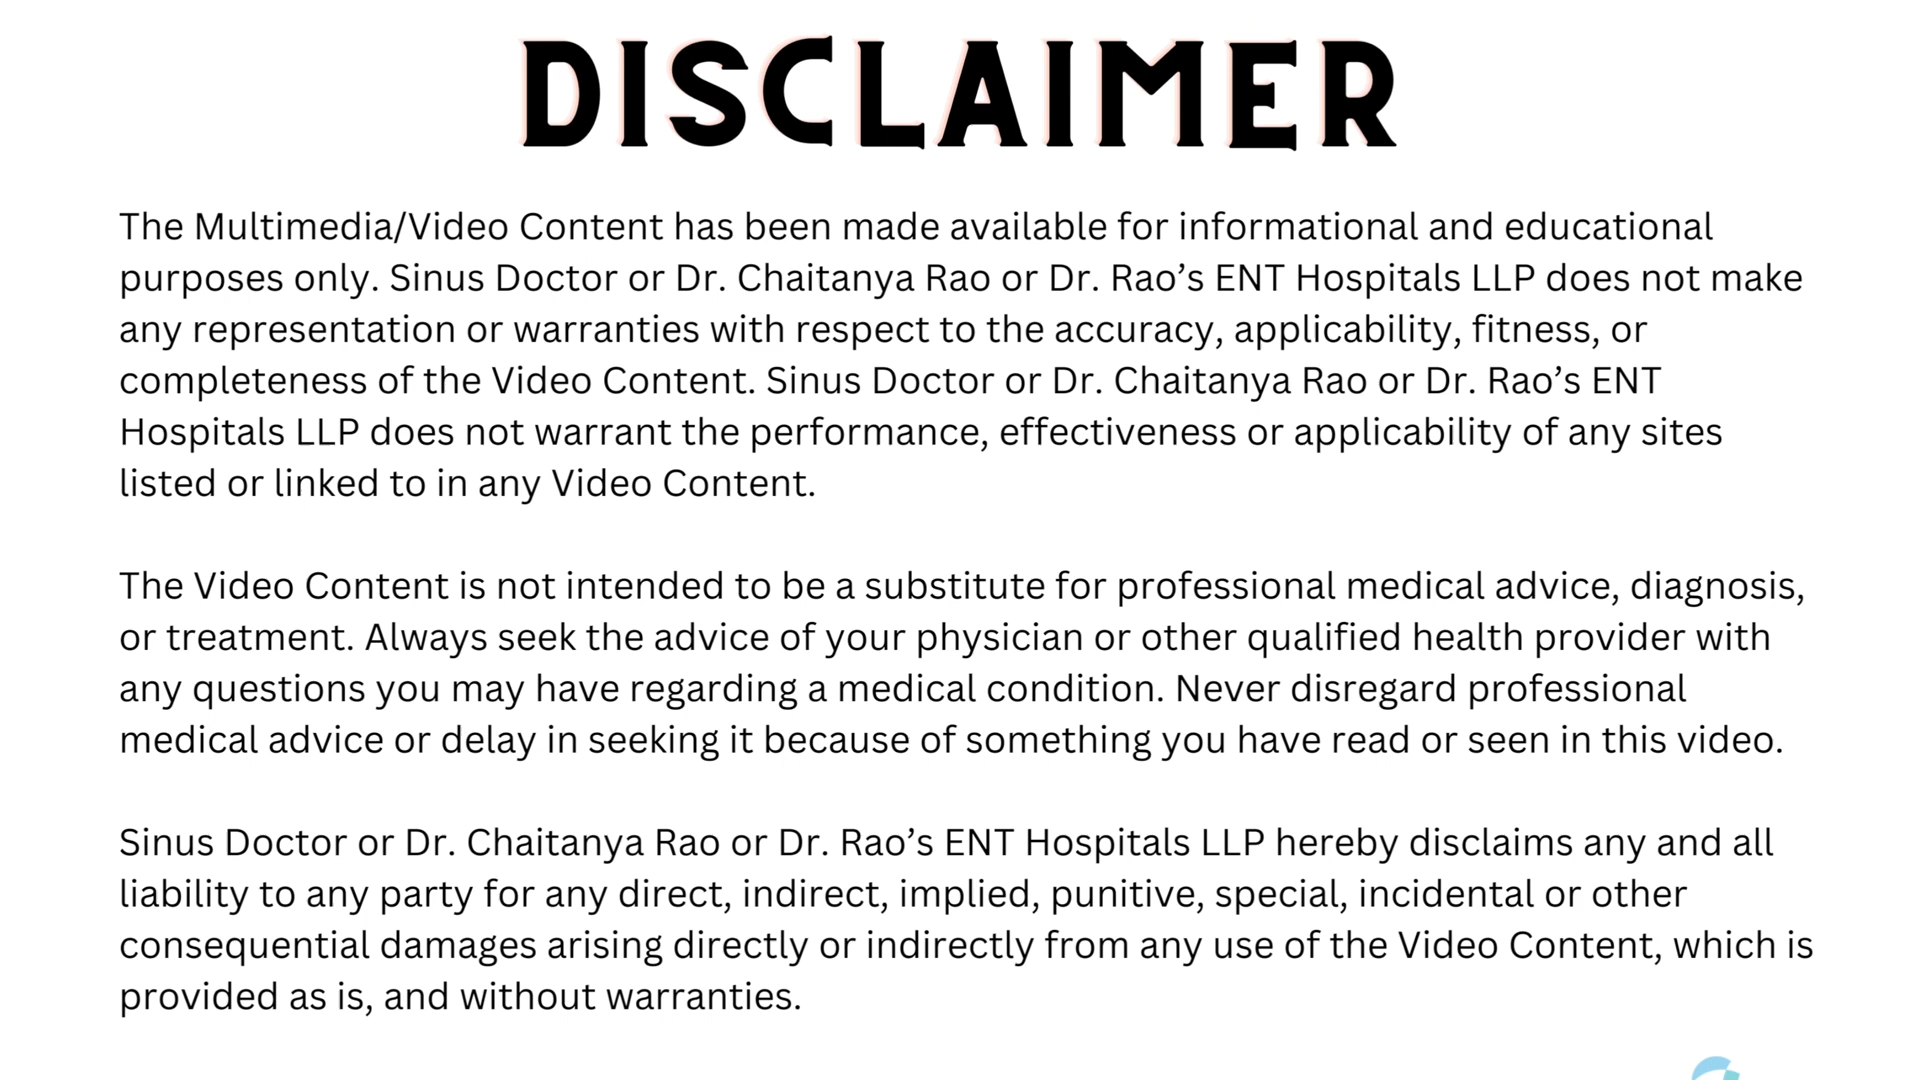 DISCLAIMER
The Multimedia/Video Content has been made available for informational and educational
purposes only. Sinus Doctor or Dr. Chaitanya Rao or Dr. Rao’s ENT Hospitals LLP does not make
any representation or warranties with respect to the accuracy, applicability, fitness, or
completeness of the Video Content. Sinus Doctor or Dr. Chaitanya Rao or Dr. Rao’s ENT
Hospitals LLP does not warrant the performance, effectiveness or applicability of any sites
listed or linked to in any Video Content.
The Video Content is not intended to be a substitute for professional medical advice, diagnosis,
or treatment. Always seek the advice of your physician or other qualified health provider with
any questions you may have regarding a medical condition. Never disregard professional
medical advice or delay in seeking it because of something you have read or seen in this video.
Sinus Doctor or Dr. Chaitanya Rao or Dr. Rao’s ENT Hospitals LLP hereby disclaims any and all
liability to any party for any direct, indirect, implied, punitive, special, incidental or other
consequential damages arising directly or indirectly from any use of the Video Content, which is
provided as is, and without warranties.